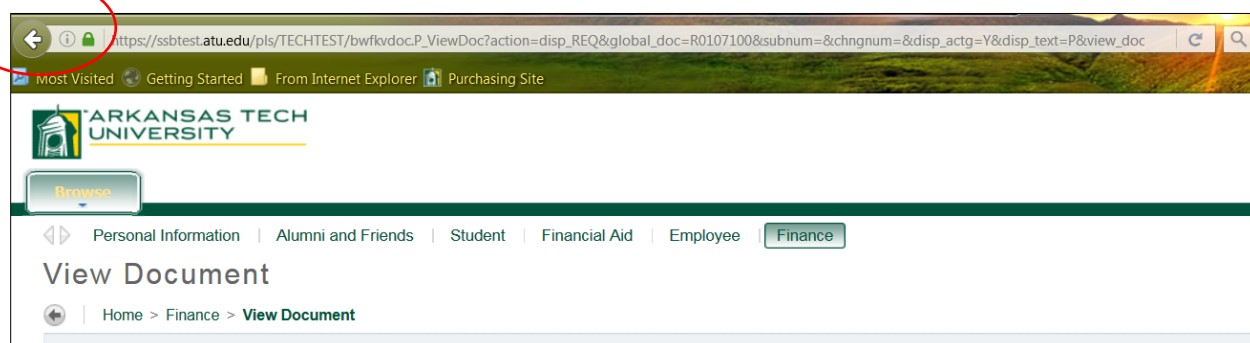 https://ssbtest.atu.edu/pls/TECHTEST/bwfkvdoc.P_ViewDoc?action=disp_REQ&global_doc=R0107100&subnum=&chngnum=&disp_actg=Y&disp_text=P&view_doc
Most Visited Getting Started From Internet Explorer Purchasing Site
ARKANSAS TECH
UNIVERSITY
Browse
Personal Information | Alumni and Friends | Student | Financial Aid | Employee | Finance
View Document
Home > Finance > View Document